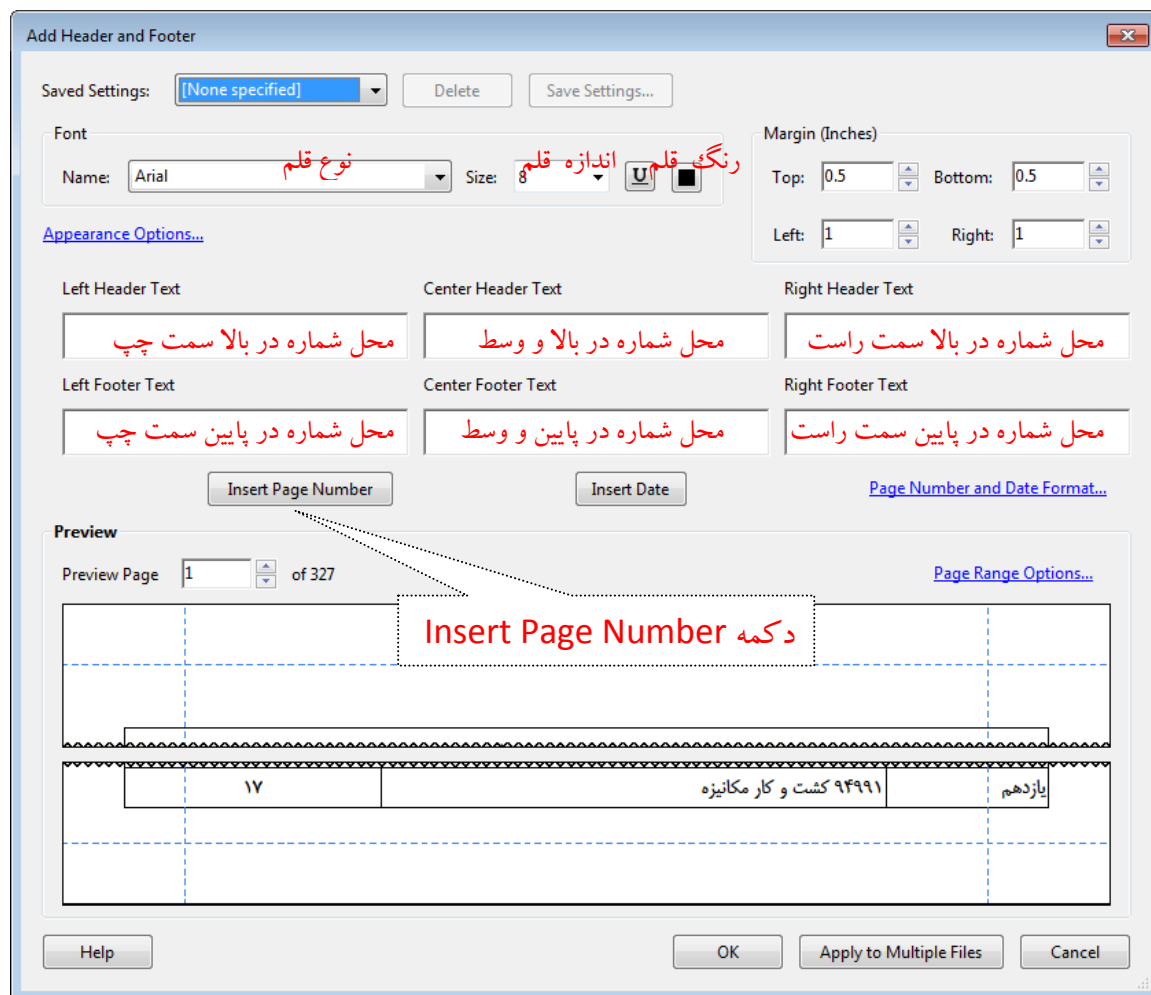 Add Header and Footer
Saved Settings: [None specified] Delete Save Settings...
Font Margin (Inches)
Name: Arial نوع قلم Size: 8 اندازه قلم U رنگ قلم Top: 0.5 Bottom: 0.5
Appearance Options... Left: 1 Right: 1
Left Header Text Center Header Text Right Header Text
محل شماره در بالا سمت چپ محل شماره در بالا و وسط محل شماره در بالا سمت راست
Left Footer Text Center Footer Text Right Footer Text
محل شماره در پایین سمت چپ محل شماره در پایین و وسط محل شماره در پایین سمت راست
Insert Page Number Insert Date Page Number and Date Format...
Preview
Preview Page 1 of 327 Page Range Options...
دکمه Insert Page Number
یازدهم ۹۴۹۹۱ کشت و کار مکانیزه ۱۷
Help OK Apply to Multiple Files Cancel